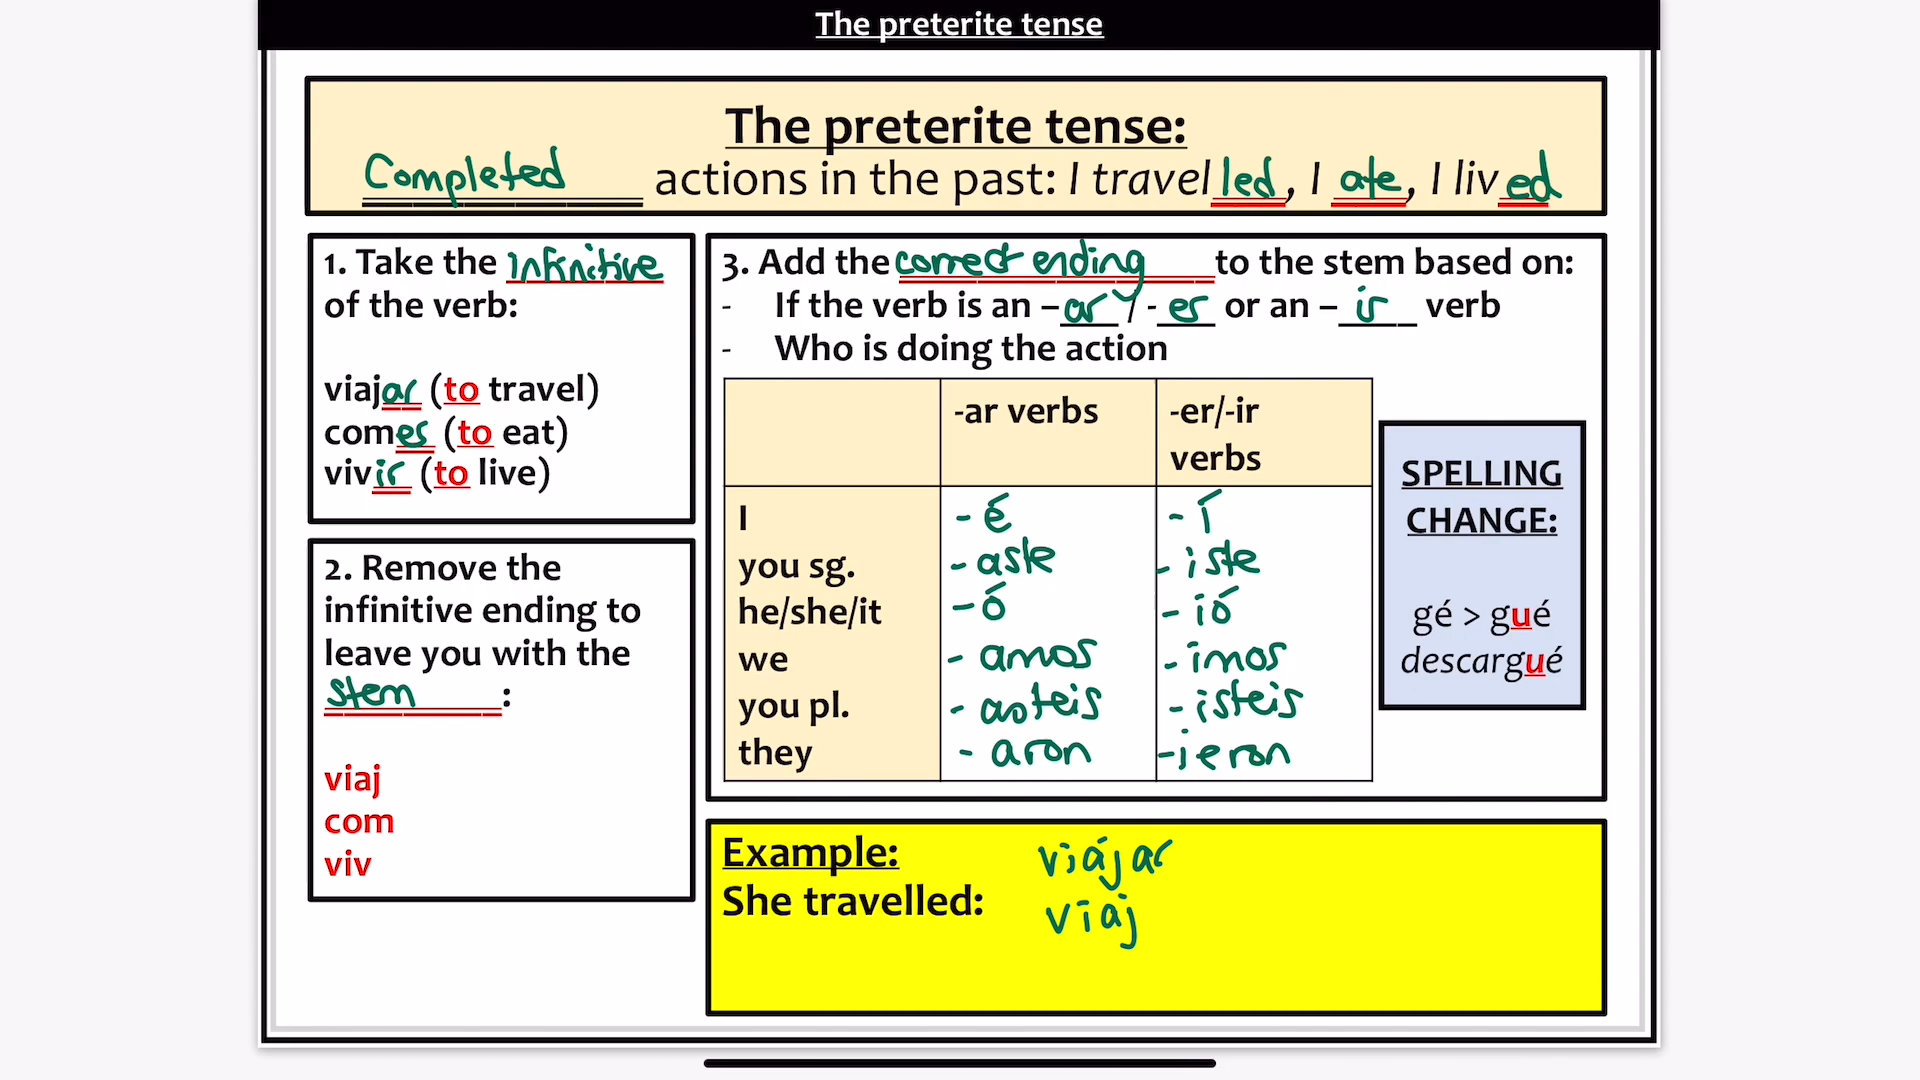 The preterite tense
The preterite tense:
Completed actions in the past: I travelled, I ate, I lived
1. Take the infinitive
of the verb:
viajar (to travel)
comer (to eat)
vivir (to live)
2. Remove the
infinitive ending to
leave you with the
stem:
viaj
com
viv
3. Add the correct ending to the stem based on:
- If the verb is an –ar / -er or an –ir verb
- Who is doing the action
-ar verbs -er/-ir
verbs
I -é -í
you sg. -aste -iste
he/she/it -ó -ió
we -amos -imos
you pl. -asteis -isteis
they -aron -ieron
SPELLING
CHANGE:
gé > gué
descargué
Example: viajar
She travelled: viaj